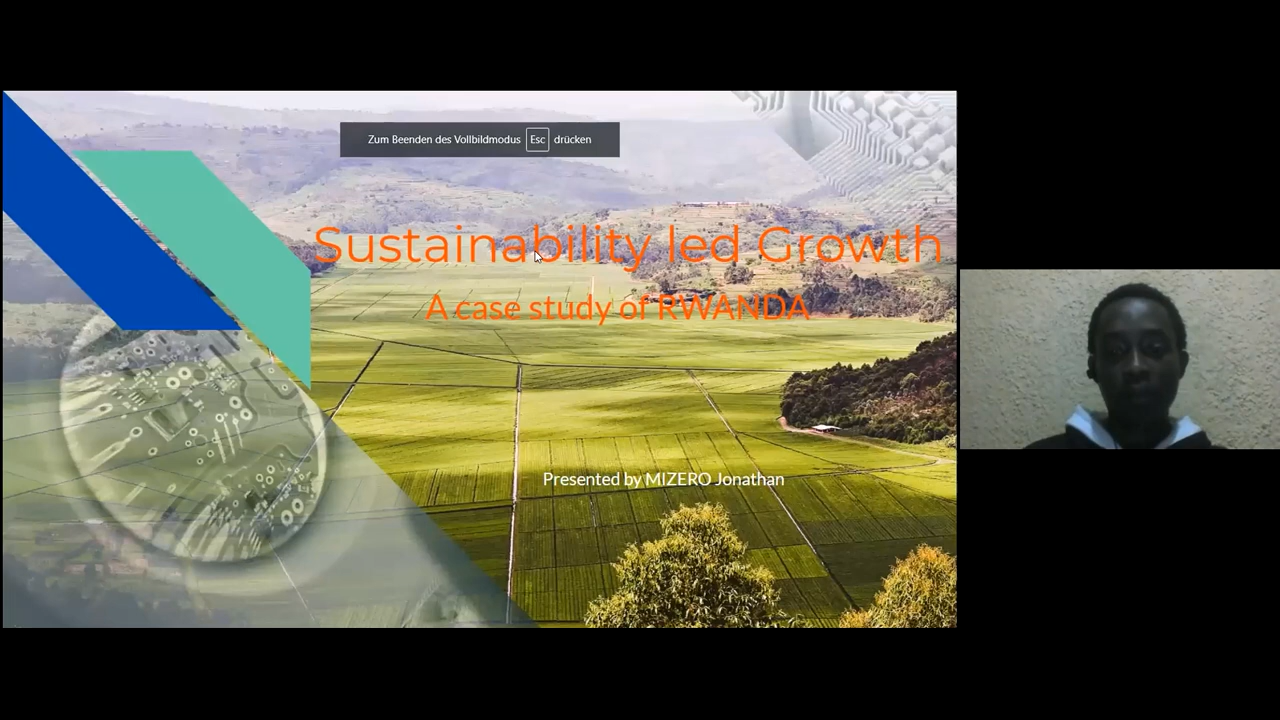 Zum Beenden des Vollbildmodus Esc drücken
Sustainability led Growth
A case study of RWANDA
Presented by MIZERO Jonathan